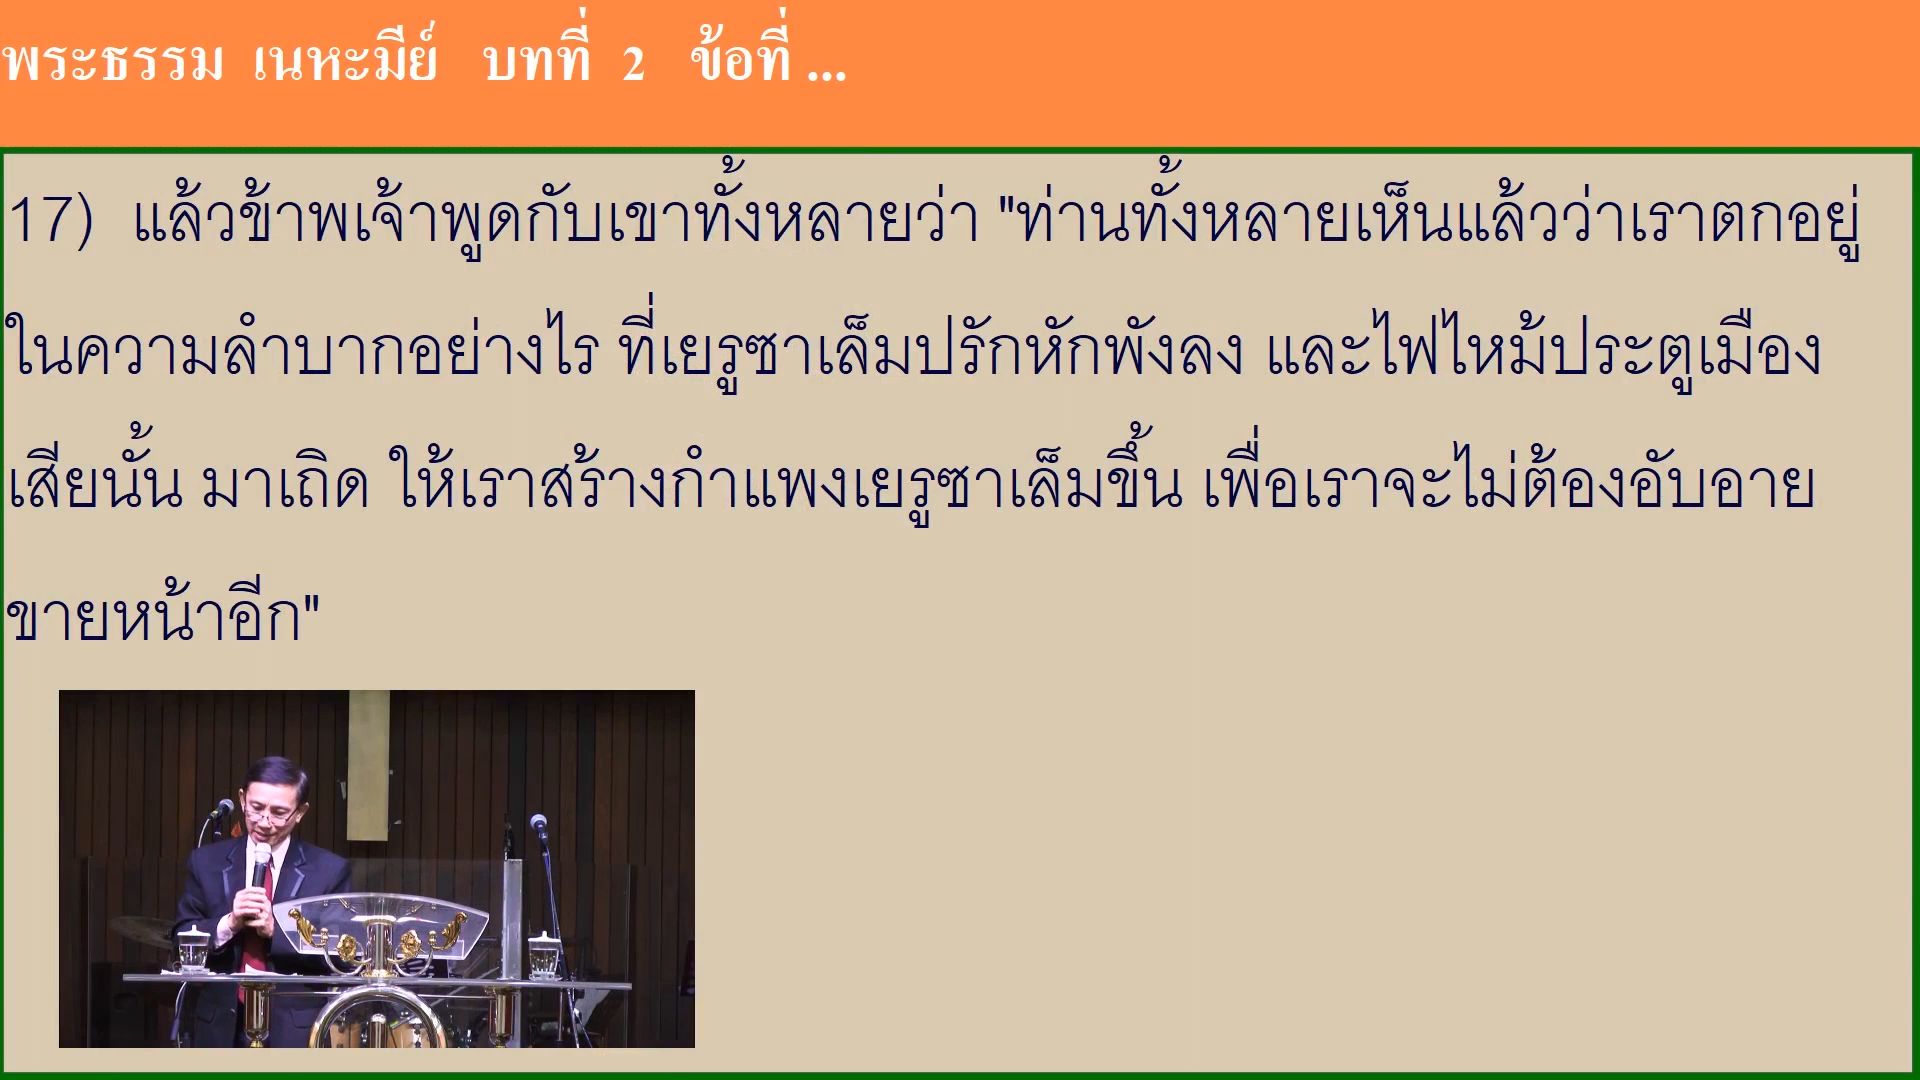 พระธรรม เนหะมีย์ บทที่ 2 ข้อที่ ...
17) แล้วข้าพเจ้าพูดกับเขาทั้งหลายว่า "ท่านทั้งหลายเห็นแล้วว่าเราตกอยู่
ในความลำบากอย่างไร ที่เยรูซาเล็มปรักหักพังลง และไฟไหม้ประตูเมือง
เสียนั้น มาเถิด ให้เราสร้างกำแพงเยรูซาเล็มขึ้น เพื่อเราจะไม่ต้องอับอาย
ขายหน้าอีก"